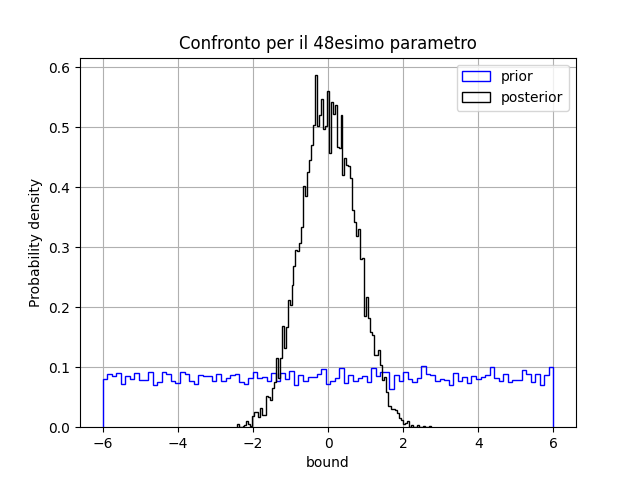 Confronto per il 48esimo parametro
prior
posterior
Probability density
0.6
0.5
0.4
0.3
0.2
0.1
0.0
−6
−4
−2
0
2
4
6
bound